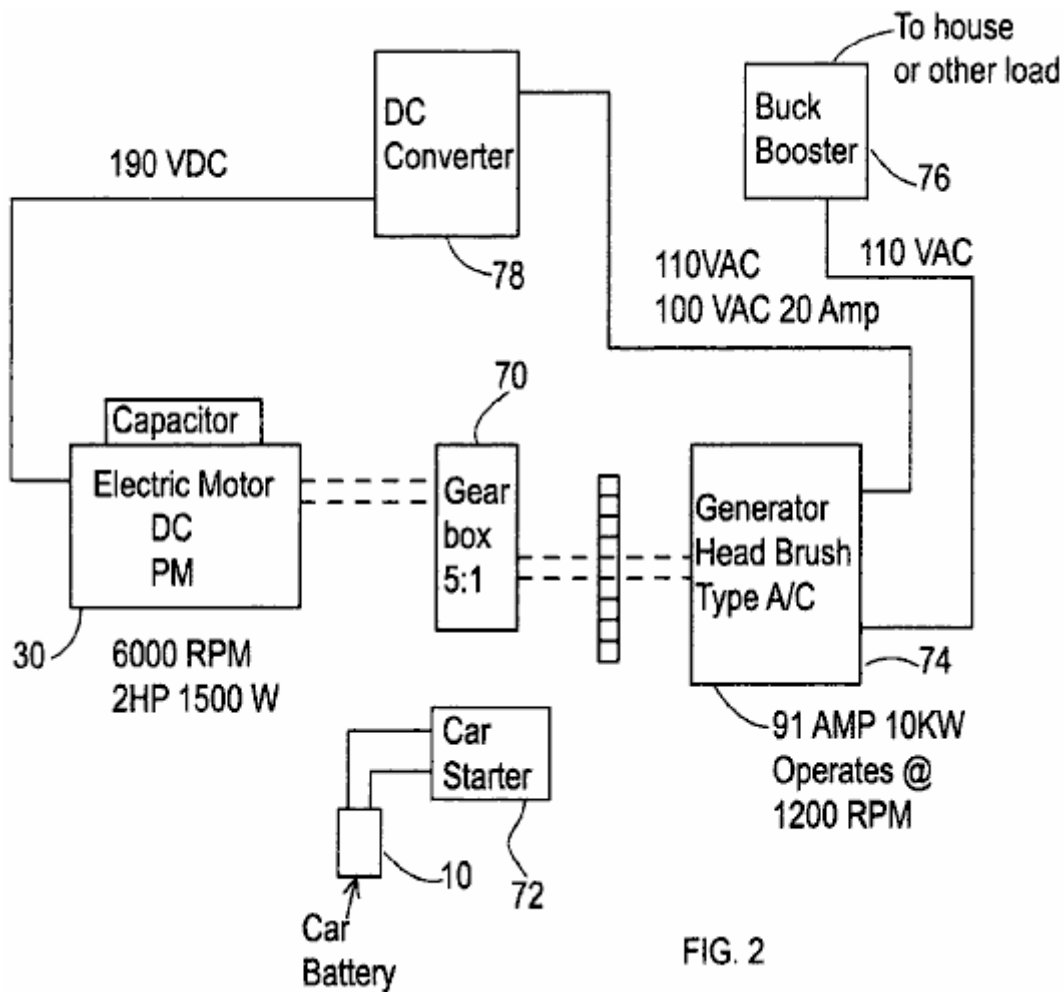 To house
or other load
DC
Converter
Buck
Booster
190 VDC
76
78
110VAC
100 VAC 20 Amp
110 VAC
70
Capacitor
Electric Motor
DC
PM
Gear
box
5:1
Generator
Head Brush
Type A/C
30
6000 RPM
2HP 1500 W
74
Car
Starter
91 AMP 10KW
Operates @
1200 RPM
10
72
Car
Battery
FIG. 2